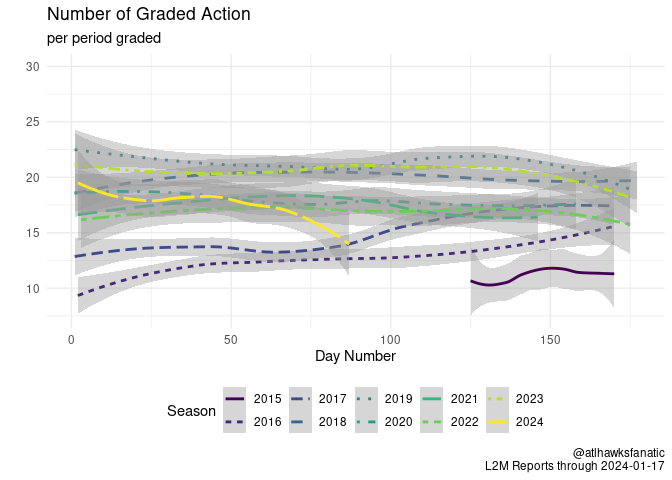 Number of Graded Action
per period graded
30
25
20
15
10
0 50 100 150
Day Number
Season
2015 2017 2019 2021 2023
2016 2018 2020 2022 2024
@atlhawksfanatic
L2M Reports through 2024-01-17